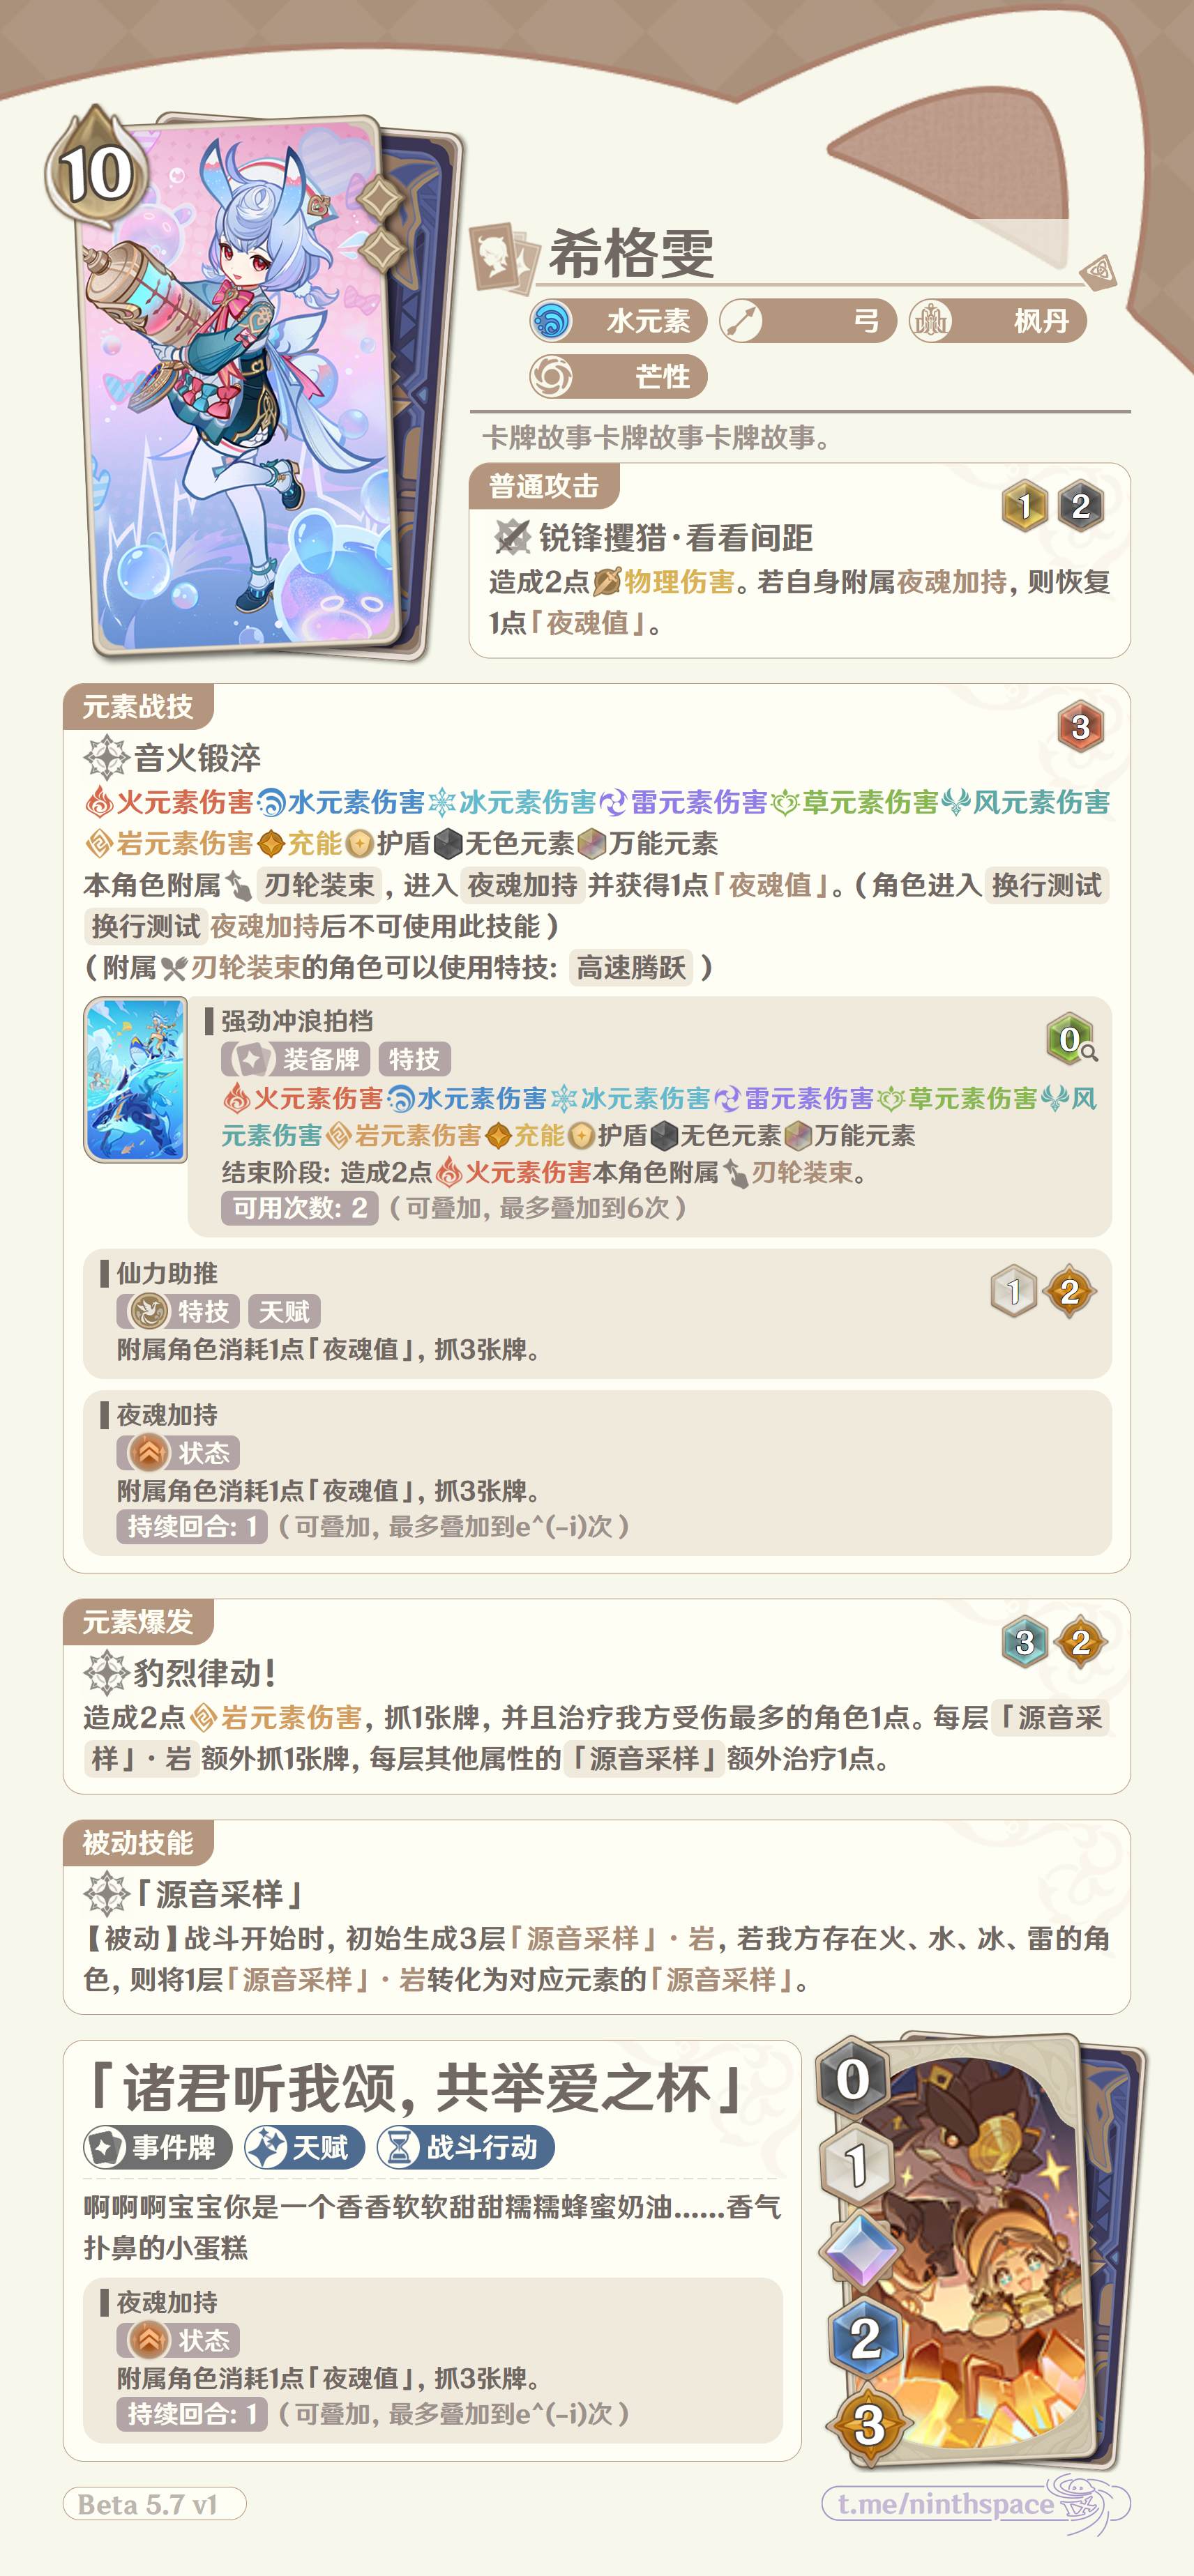 10
希格雯
水元素
弓
枫丹
芒性
卡牌故事卡牌故事卡牌故事。
普通攻击
1 2
锐锋攫猎·看看间距
造成2点物理伤害。若自身附属夜魂加持，则恢复
1点「夜魂值」。
元素战技
3
音火锻淬
火元素伤害水元素伤害冰元素伤害雷元素伤害草元素伤害风元素伤害
岩元素伤害充能护盾无色元素万能元素
本角色附属刃轮装束，进入夜魂加持并获得1点「夜魂值」。（角色进入换行测试
换行测试夜魂加持后不可使用此技能）
（附属刃轮装束的角色可以使用特技：高速腾跃）
强劲冲浪拍档
0
装备牌 特技
火元素伤害水元素伤害冰元素伤害雷元素伤害草元素伤害风
元素伤害岩元素伤害充能护盾无色元素万能元素
结束阶段：造成2点火元素伤害本角色附属刃轮装束。
可用次数：2（可叠加，最多叠加到6次）
仙力助推
1 2
特技 天赋
附属角色消耗1点「夜魂值」，抓3张牌。
夜魂加持
状态
附属角色消耗1点「夜魂值」，抓3张牌。
持续回合：1（可叠加，最多叠加到e^(-i)次）
元素爆发
3 2
豹烈律动！
造成2点岩元素伤害，抓1张牌，并且治疗我方受伤最多的角色1点。每层「源音采
样」·岩额外抓1张牌，每层其他属性的「源音采样」额外治疗1点。
被动技能
「源音采样」
【被动】战斗开始时，初始生成3层「源音采样」·岩，若我方存在火、水、冰、雷的角
色，则将1层「源音采样」·岩转化为对应元素的「源音采样」。
「诸君听我颂，共举爱之杯」
事件牌
天赋
战斗行动
啊啊啊宝宝你是一个香香软软甜甜糯糯蜂蜜奶油……香气
扑鼻的小蛋糕
夜魂加持
状态
附属角色消耗1点「夜魂值」，抓3张牌。
持续回合：1（可叠加，最多叠加到e^(-i)次）
0
1
2
3
Beta 5.7 v1
t.me/ninthspace